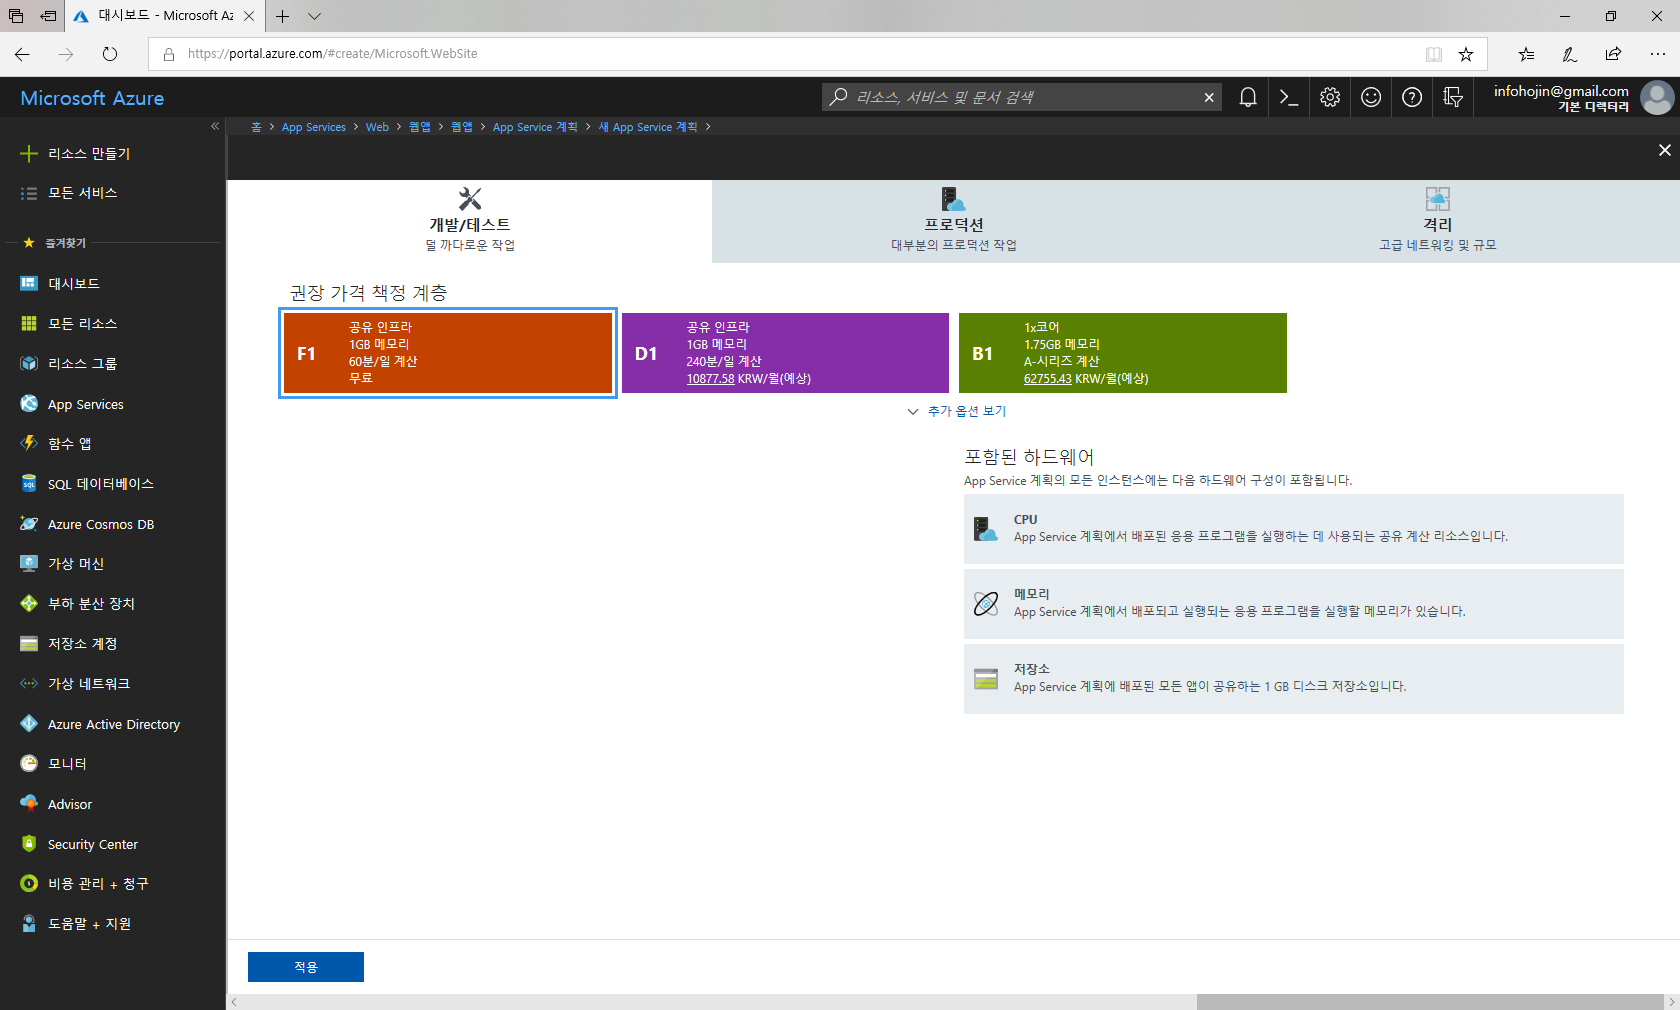 대시보드 - Microsoft Az
https://portal.azure.com/#create/Microsoft.WebSite
Microsoft Azure
리소스, 서비스 및 문서 검색
infohojin@gmail.com
기본 디렉터리
홈 > App Services > Web > 웹앱 > 웹앱 > App Service 계획 > 새 App Service 계획 >
리소스 만들기
모든 서비스
즐겨찾기
대시보드
모든 리소스
리소스 그룹
App Services
함수 앱
SQL 데이터베이스
Azure Cosmos DB
가상 머신
부하 분산 장치
저장소 계정
가상 네트워크
Azure Active Directory
모니터
Advisor
Security Center
비용 관리 + 청구
도움말 + 지원
개발/테스트
덜 까다로운 작업
프로덕션
대부분의 프로덕션 작업
격리
고급 네트워킹 및 규모
권장 가격 책정 계층
F1
공유 인프라
1GB 메모리
60분/일 계산
무료
D1
공유 인프라
1GB 메모리
240분/일 계산
10877.58 KRW/월(예상)
B1
1x코어
1.75GB 메모리
A-시리즈 계산
62755.43 KRW/월(예상)
추가 옵션 보기
포함된 하드웨어
App Service 계획의 모든 인스턴스에는 다음 하드웨어 구성이 포함됩니다.
CPU
App Service 계획에서 배포된 응용 프로그램을 실행하는 데 사용되는 공유 계산 리소스입니다.
메모리
App Service 계획에서 배포되고 실행되는 응용 프로그램을 실행할 메모리가 있습니다.
저장소
App Service 계획에 배포된 모든 앱이 공유하는 1 GB 디스크 저장소입니다.
적용